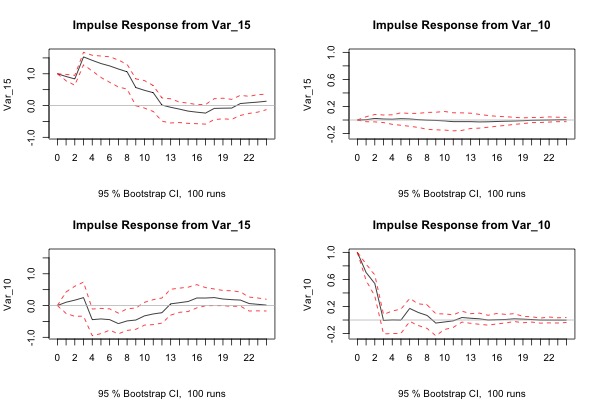 Impulse Response from Var_15
Var_15
-1.0 0.0 1.0
0 2 4 6 8 10 13 16 19 22
95 % Bootstrap CI, 100 runs
Impulse Response from Var_10
Var_15
-0.2 0.2 0.6 1.0
0 2 4 6 8 10 13 16 19 22
95 % Bootstrap CI, 100 runs
Impulse Response from Var_15
Var_10
-1.0 0.0 1.0
0 2 4 6 8 10 13 16 19 22
95 % Bootstrap CI, 100 runs
Impulse Response from Var_10
Var_10
-0.2 0.2 0.6 1.0
0 2 4 6 8 10 13 16 19 22
95 % Bootstrap CI, 100 runs